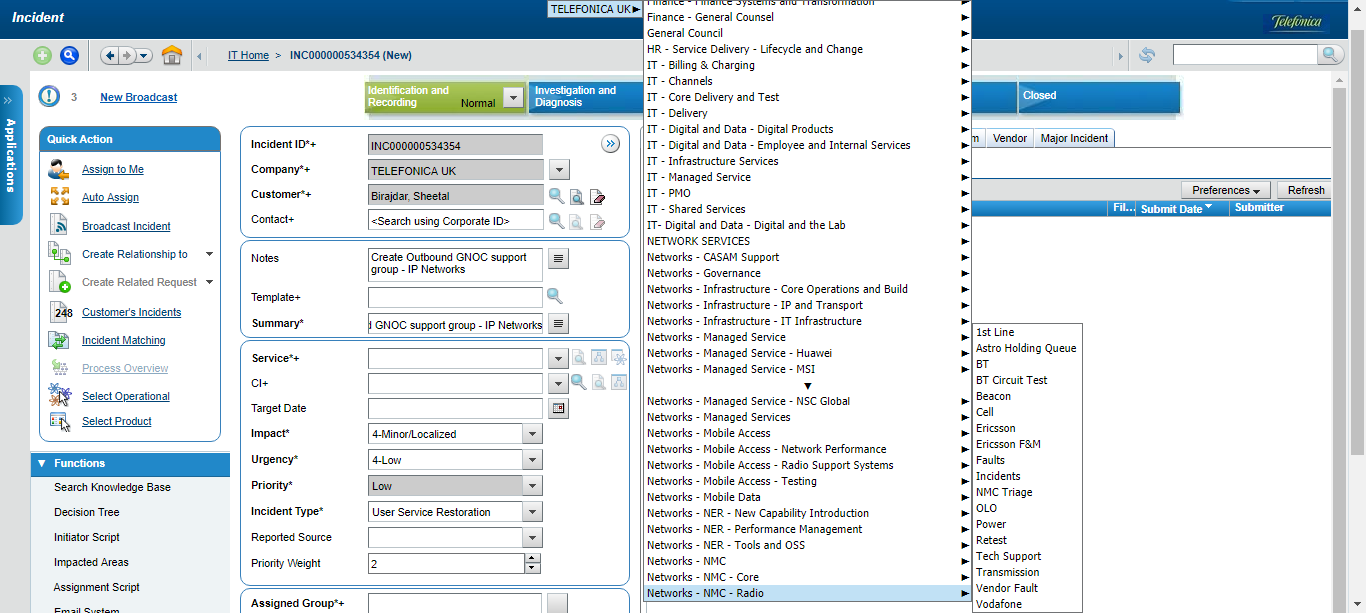 Incident
TELEFONICA UK
Telefónica
IT Home > INC000000534354 (New)
3 New Broadcast
Identification and
Recording Normal
Investigation and
Diagnosis
Closed
Applications
Quick Action
Assign to Me
Auto Assign
Broadcast Incident
Create Relationship to
Create Related Request
248 Customer's Incidents
Incident Matching
Process Overview
Select Operational
Select Product
Functions
Search Knowledge Base
Decision Tree
Initiator Script
Impacted Areas
Assignment Script
Email System
Incident ID*+ INC000000534354
Company*+ TELEFONICA UK
Customer*+ Birajdar, Sheetal
Contact+ <Search using Corporate ID>
Notes Create Outbound GNOC support
group - IP Networks
Template+
Summary* d GNOC support group - IP Networks
Service*+
CI+
Target Date
Impact* 4-Minor/Localized
Urgency* 4-Low
Priority* Low
Incident Type* User Service Restoration
Reported Source
Priority Weight 2
Assigned Group*+
Finance - Finance Systems and Transformation
Finance - General Counsel
General Council
HR - Service Delivery - Lifecycle and Change
IT - Billing & Charging
IT - Channels
IT - Core Delivery and Test
IT - Delivery
IT - Digital and Data - Digital Products
IT - Digital and Data - Employee and Internal Services
IT - Infrastructure Services
IT - Managed Service
IT - PMO
IT - Shared Services
IT- Digital and Data - Digital and the Lab
NETWORK SERVICES
Networks - CASAM Support
Networks - Governance
Networks - Infrastructure - Core Operations and Build
Networks - Infrastructure - IP and Transport
Networks - Infrastructure - IT Infrastructure
Networks - Managed Service
Networks - Managed Service - Huawei
Networks - Managed Service - MSI
Networks - Managed Service - NSC Global
Networks - Managed Services
Networks - Mobile Access
Networks - Mobile Access - Network Performance
Networks - Mobile Access - Radio Support Systems
Networks - Mobile Access - Testing
Networks - Mobile Data
Networks - NER - New Capability Introduction
Networks - NER - Performance Management
Networks - NER - Tools and OSS
Networks - NMC
Networks - NMC - Core
Networks - NMC - Radio
m Vendor Major Incident
Preferences Refresh
Fil... Submit Date Submitter
1st Line
Astro Holding Queue
BT
BT Circuit Test
Beacon
Cell
Ericsson
Ericsson F&M
Faults
Incidents
NMC Triage
OLO
Power
Retest
Tech Support
Transmission
Vendor Fault
Vodafone